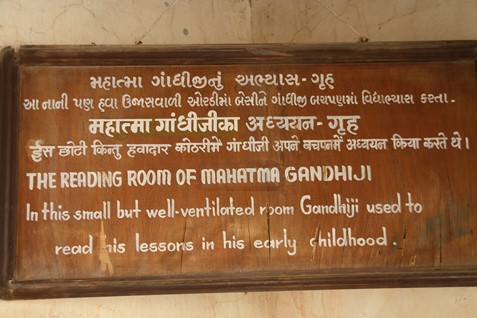 મહાત્મા ગાંધીજીનું અભ્યાસ-ગૃહ
આ નાની પણ હવા ઉજાસવાળી ઓરડીમાં બેસીને ગાંધીજી બચપણમાં વિદ્યાભ્યાસ કરતા.
महात्मा गांधीजीका अध्ययन-गृह
ईस छोटी किन्तु हवादार कोठरीमें गांधीजी अपने बचपनमें अध्ययन किया करते थे।
THE READING ROOM OF MAHATMA GANDHIJI
In this small but well-ventilated room Gandhiji used to
read his lessons in his early childhood.